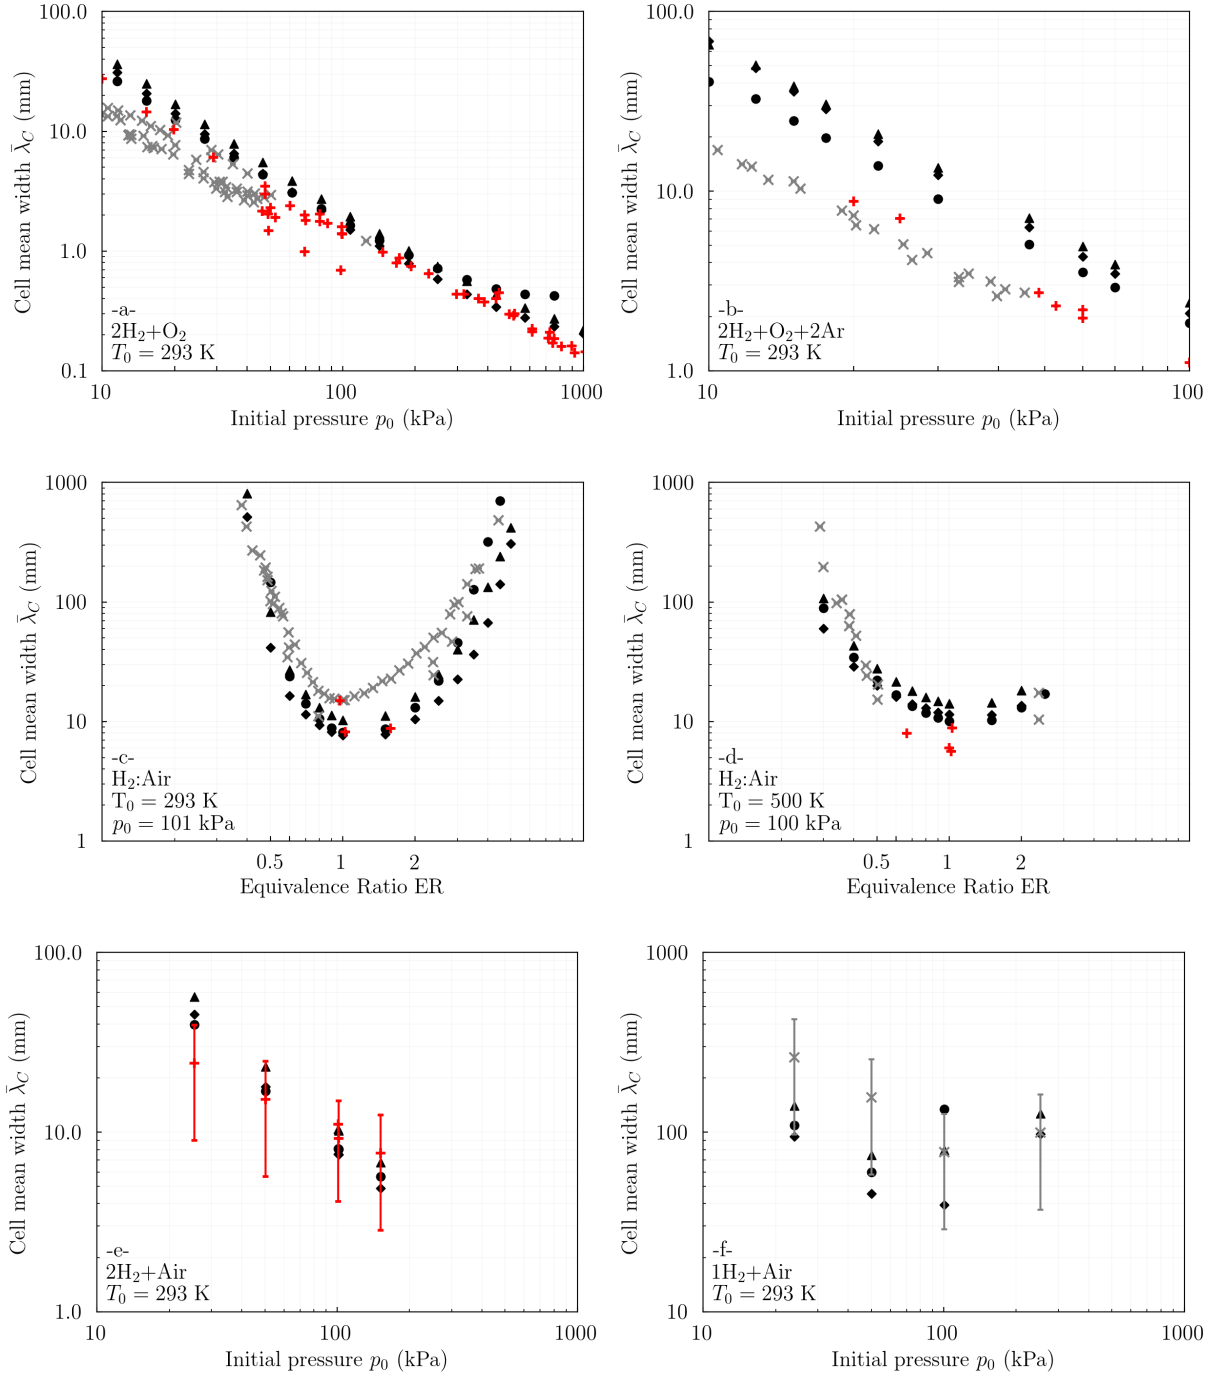 100.0
10.0
1.0
0.1
Cell mean width λ̄_C (mm)
-a-
2H₂+O₂
T₀ = 293 K
10 100 1000
Initial pressure p₀ (kPa)
100.0
10.0
1.0
Cell mean width λ̄_C (mm)
-b-
2H₂+O₂+2Ar
T₀ = 293 K
10 100
Initial pressure p₀ (kPa)
1000
100
10
1
Cell mean width λ̄_C (mm)
-c-
H₂:Air
T₀ = 293 K
p₀ = 101 kPa
0.5 1 2
Equivalence Ratio ER
1000
100
10
1
Cell mean width λ̄_C (mm)
-d-
H₂:Air
T₀ = 500 K
p₀ = 100 kPa
0.5 1 2
Equivalence Ratio ER
100.0
10.0
1.0
Cell mean width λ̄_C (mm)
-e-
2H₂+Air
T₀ = 293 K
10 100 1000
Initial pressure p₀ (kPa)
1000
100
10
Cell mean width λ̄_C (mm)
-f-
1H₂+Air
T₀ = 293 K
10 100 1000
Initial pressure p₀ (kPa)